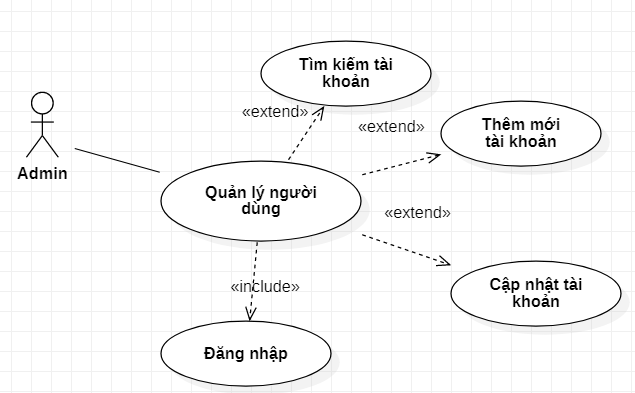 Tìm kiếm tài
khoản
«extend»
«extend»
Thêm mới
tài khoản
Admin
Quản lý người
dùng
«extend»
«include»
Cập nhật tài
khoản
Đăng nhập